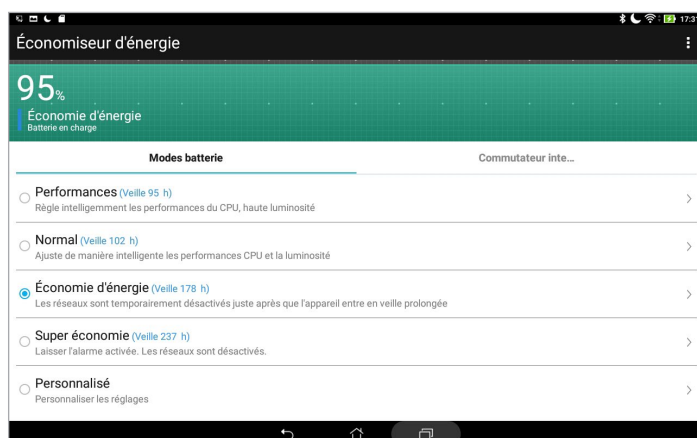 17:31
Économiseur d'énergie
95%
Économie d'énergie
Batterie en charge
Modes batterie
Commutateur inte...
Performances (Veille 95 h)
Règle intelligemment les performances du CPU, haute luminosité
Normal (Veille 102 h)
Ajuste de manière intelligente les performances CPU et la luminosité
Économie d'énergie (Veille 178 h)
Les réseaux sont temporairement désactivés juste après que l'appareil entre en veille prolongée
Super économie (Veille 237 h)
Laisser l'alarme activée. Les réseaux sont désactivés.
Personnalisé
Personnaliser les réglages